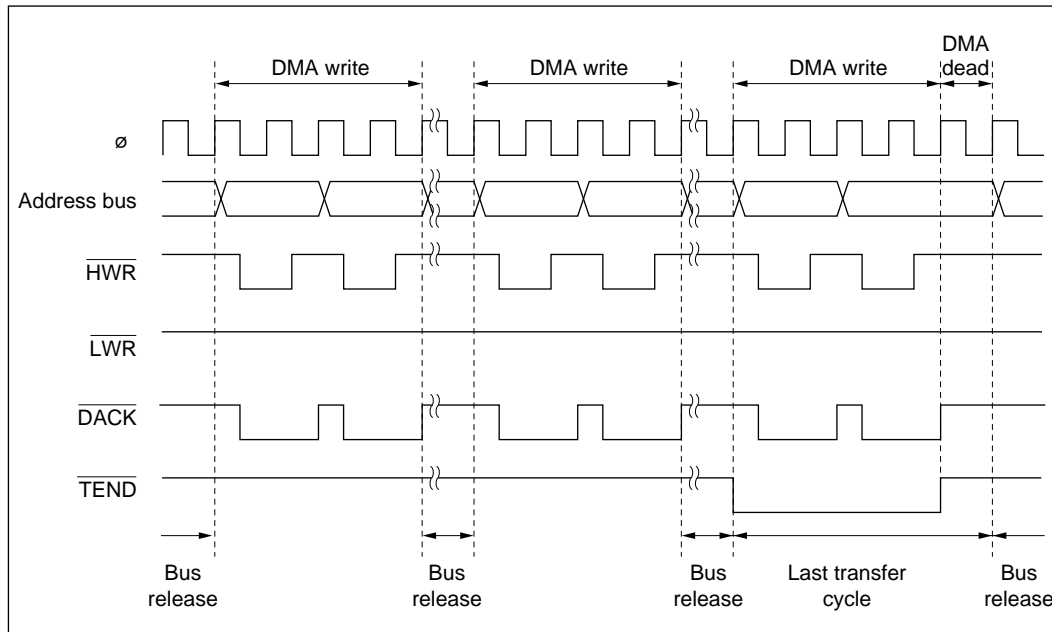 DMA write
DMA write
DMA write
DMA
dead
ø
Address bus
HWR
LWR
DACK
TEND
Bus
release
Bus
release
Bus
release
Last transfer
cycle
Bus
release